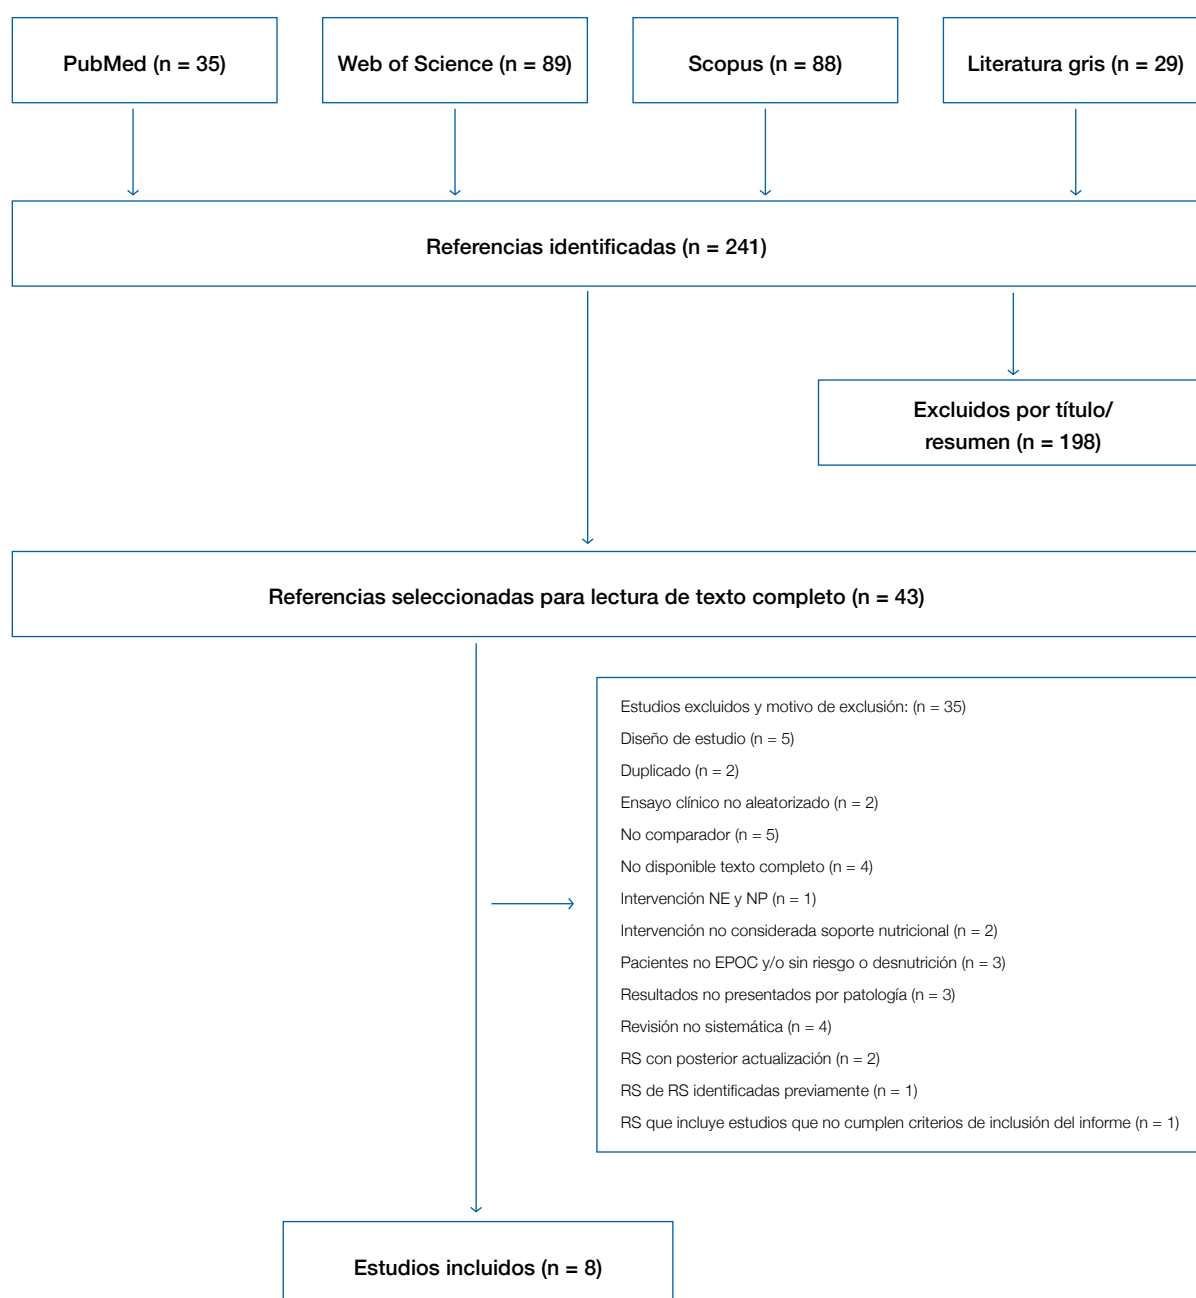 PubMed (n = 35)
Web of Science (n = 89)
Scopus (n = 88)
Literatura gris (n = 29)
Referencias identificadas (n = 241)
Excluidos por título/
resumen (n = 198)
Referencias seleccionadas para lectura de texto completo (n = 43)
Estudios excluidos y motivo de exclusión: (n = 35)
Diseño de estudio (n = 5)
Duplicado (n = 2)
Ensayo clínico no aleatorizado (n = 2)
No comparador (n = 5)
No disponible texto completo (n = 4)
Intervención NE y NP (n = 1)
Intervención no considerada soporte nutricional (n = 2)
Pacientes no EPOC y/o sin riesgo o desnutrición (n = 3)
Resultados no presentados por patología (n = 3)
Revisión no sistemática (n = 4)
RS con posterior actualización (n = 2)
RS de RS identificadas previamente (n = 1)
RS que incluye estudios que no cumplen criterios de inclusión del informe (n = 1)
Estudios incluidos (n = 8)